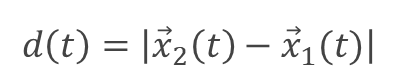 d(t) = |x⃗₂(t) − x⃗₁(t)|